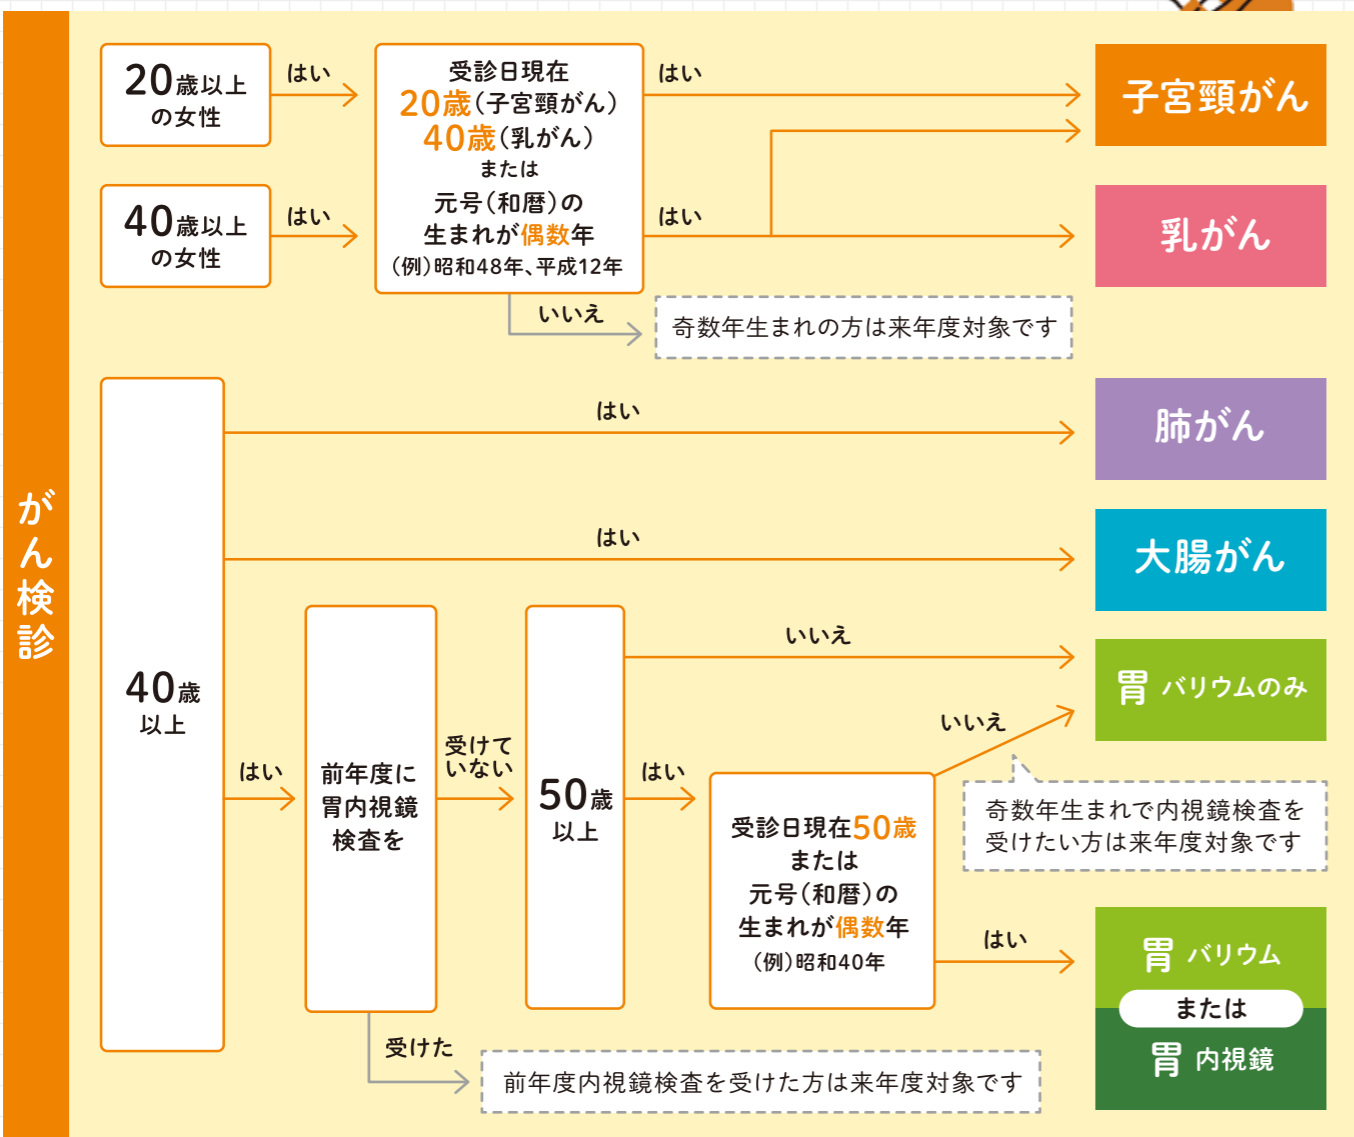 がん検診
20歳以上
の女性
はい
受診日現在
20歳(子宮頸がん)
40歳(乳がん)
または
元号(和暦)の
生まれが偶数年
(例)昭和48年、平成12年
はい
子宮頸がん
40歳以上
の女性
はい
はい
乳がん
いいえ
奇数年生まれの方は来年度対象です
40歳
以上
はい
肺がん
はい
大腸がん
はい
前年度に
胃内視鏡
検査を
受けて
いない
50歳
以上
いいえ
胃 バリウムのみ
はい
受診日現在50歳
または
元号(和暦)の
生まれが偶数年
(例)昭和40年
いいえ
奇数年生まれで内視鏡検査を
受けたい方は来年度対象です
はい
胃 バリウム
または
胃 内視鏡
受けた
前年度内視鏡検査を受けた方は来年度対象です